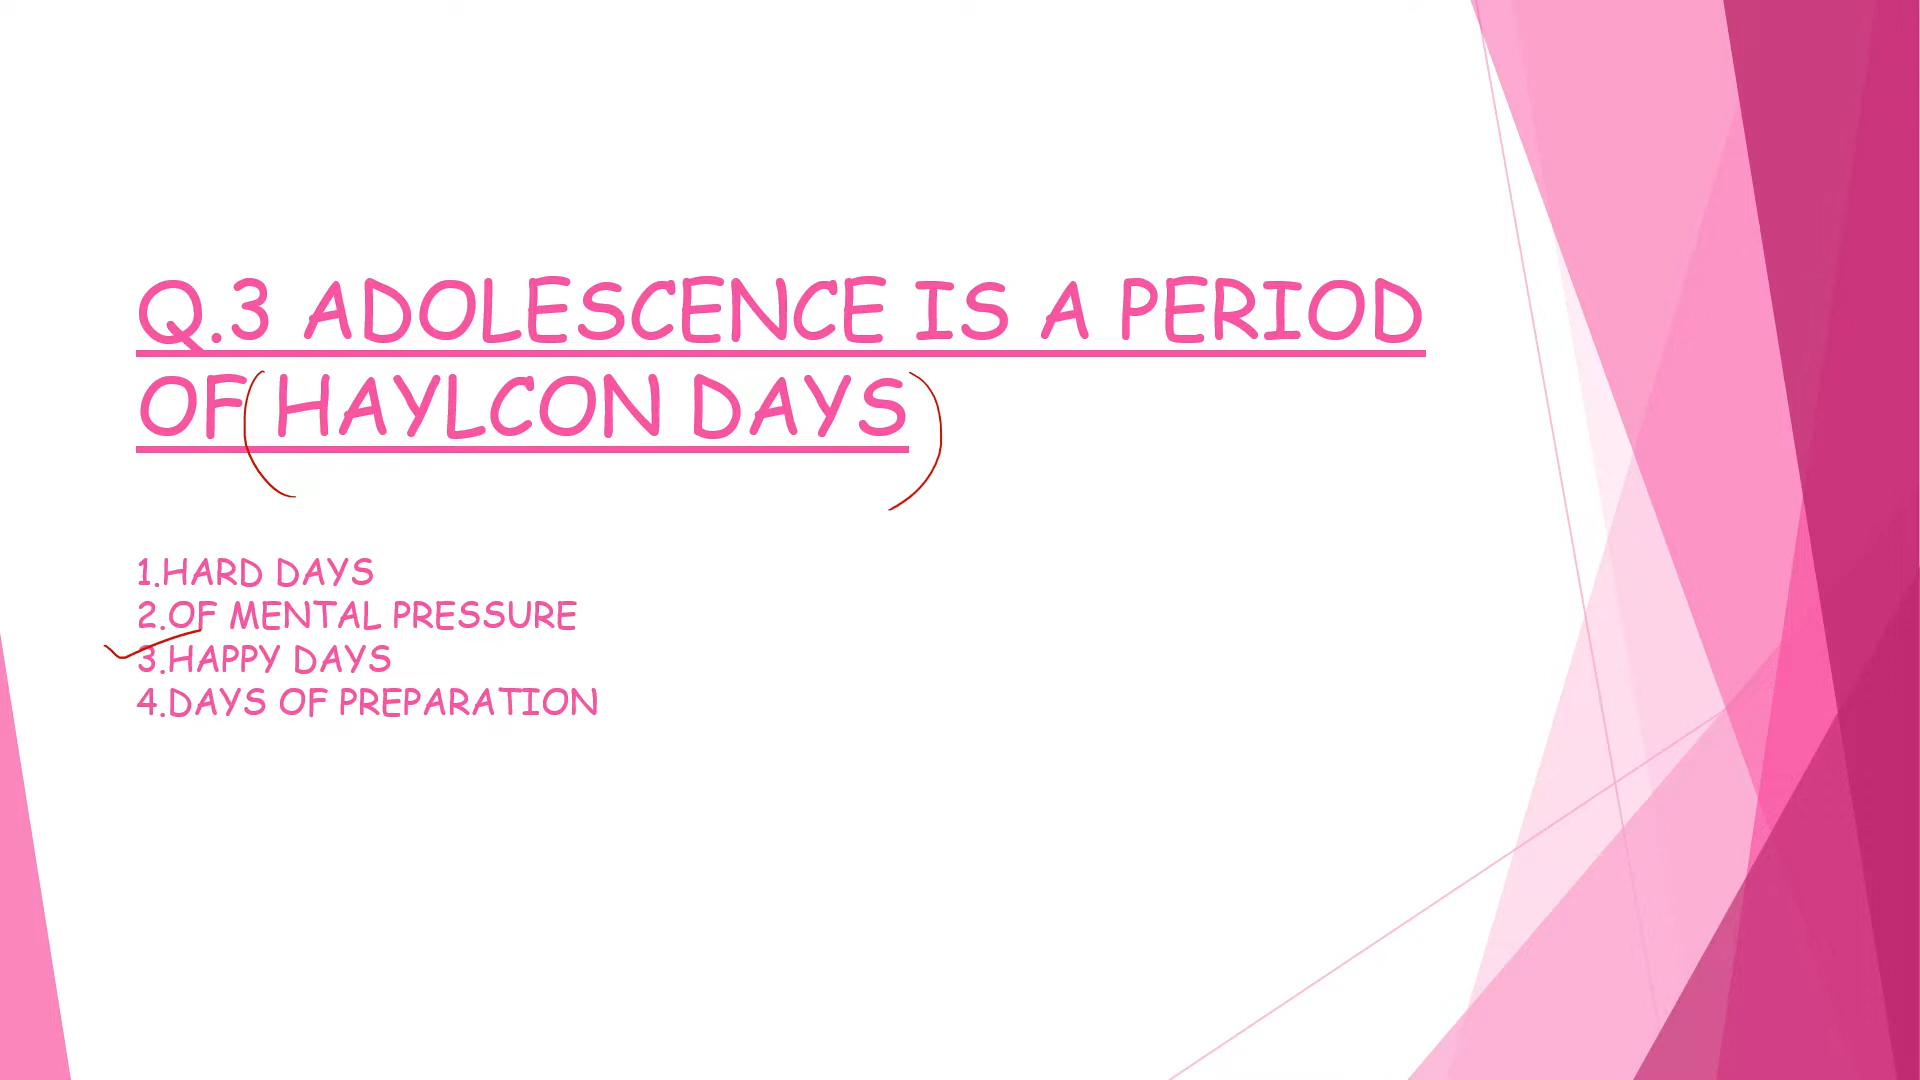 Q.3 ADOLESCENCE IS A PERIOD
OF HAYLCON DAYS
1.HARD DAYS
2.OF MENTAL PRESSURE
3.HAPPY DAYS
4.DAYS OF PREPARATION